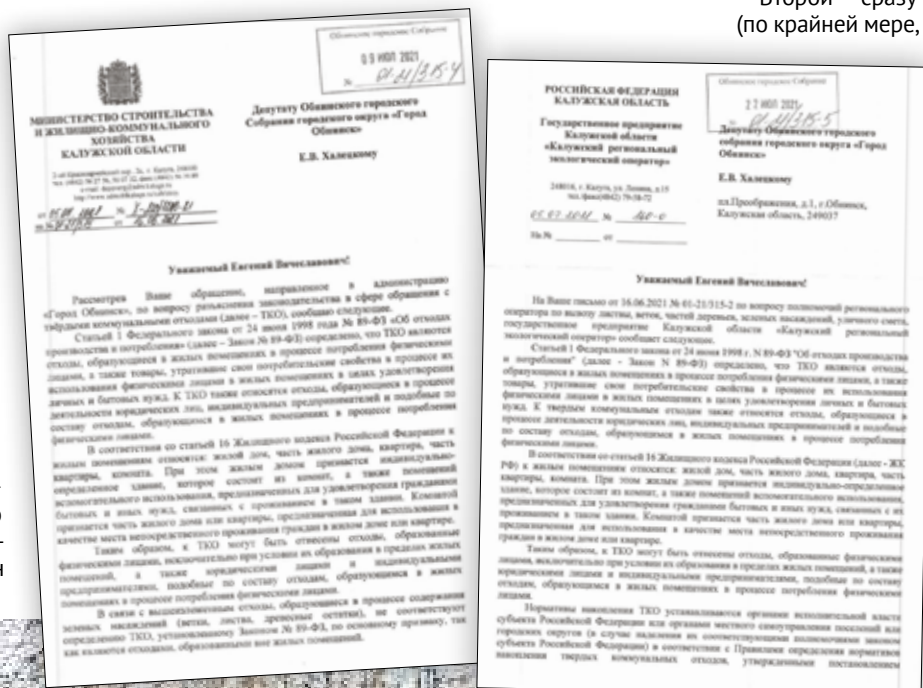 Второй сразу
(по крайней мере,
Обнинское городское Собрание
09 ИЮЛ 2021
№ 01-21/315-4
МИНИСТЕРСТВО СТРОИТЕЛЬСТВА
И ЖИЛИЩНО-КОММУНАЛЬНОГО
ХОЗЯЙСТВА
КАЛУЖСКОЙ ОБЛАСТИ
Депутату Обнинского городского
Собрания городского округа «Город
Обнинск»
Е.В. Халецкому
Уважаемый Евгений Вячеславович!
Рассмотрев Ваше обращение, направленное в администрацию
«Город Обнинск», по вопросу разъяснения законодательства в сфере обращения с
твёрдыми коммунальными отходами (далее – ТКО), сообщаю следующее.
Статьей 1 Федерального закона от 24 июня 1998 года № 89-ФЗ «Об отходах
производства и потребления» (далее – Закон № 89-ФЗ) определено, что ТКО являются
отходы, образующиеся в жилых помещениях в процессе потребления физическими
лицами, а также товары, утратившие свои потребительские свойства в процессе их
использования физическими лицами в жилых помещениях в целях удовлетворения
личных и бытовых нужд. К ТКО также относятся отходы, образующиеся в процессе
деятельности юридических лиц, индивидуальных предпринимателей и подобные по
составу отходам, образующимся в жилых помещениях в процессе потребления
физическими лицами.
В соответствии со статьей 16 Жилищного кодекса Российской Федерации к
жилым помещениям относятся: жилой дом, часть жилого дома, квартира, часть
квартиры, комната. При этом жилым домом признается индивидуально-
определенное здание, которое состоит из комнат, а также помещений
вспомогательного использования, предназначенных для удовлетворения гражданами
бытовых и иных нужд, связанных с проживанием в таком здании. Комнатой
признается часть жилого дома или квартиры, предназначенная для использования в
качестве места непосредственного проживания граждан в жилом доме или квартире.
Таким образом, к ТКО могут быть отнесены отходы, образованные
физическими лицами, исключительно при условии их образования в пределах жилых
помещений, а также юридическими лицами и индивидуальными
предпринимателями, подобные по составу отходам, образующимся в жилых
помещениях в процессе потребления физическими лицами.
В связи с вышеизложенным отходы, образующиеся в процессе содержания
зеленых насаждений (ветки, листва, древесные остатки), не соответствуют
определению ТКО, установленному Законом № 89-ФЗ, по основному признаку, так
как являются отходами, образованными вне жилых помещений.
Обнинское городское Собрание
22 ИЮЛ 2021
01-21/315-5
РОССИЙСКАЯ ФЕДЕРАЦИЯ
КАЛУЖСКАЯ ОБЛАСТЬ
Государственное предприятие
Калужской области
«Калужский региональный
экологический оператор»
248016, г. Калуга, ул. Ленина, д.15
тел./факс(4842) 79-58-72
№ 160-0
На № от
Депутату Обнинского городского
собрания городского округа «Город
Обнинск»
Е.В. Халецкому
пл.Преображения, д.1, г.Обнинск,
Калужская область, 249037
Уважаемый Евгений Вячеславович!
На Ваше письмо от 16.06.2021 № 01-21/315-2 по вопросу полномочий регионального
оператора по вывозу листвы, веток, частей деревьев, зеленых насаждений, уличного смета,
государственное предприятие Калужской области «Калужский региональный
экологический оператор» сообщает следующее.
Статьей 1 Федерального закона от 24 июня 1998 г. N 89-ФЗ "Об отходах производства
и потребления" (далее - Закон N 89-ФЗ) определено, что ТКО являются отходы,
образующиеся в жилых помещениях в процессе потребления физическими лицами, а также
товары, утратившие свои потребительские свойства в процессе их использования
физическими лицами в жилых помещениях в целях удовлетворения личных и бытовых
нужд. К твердым коммунальным отходам также относятся отходы, образующиеся в
процессе деятельности юридических лиц, индивидуальных предпринимателей и подобные
по составу отходам, образующимся в жилых помещениях в процессе потребления
физическими лицами.
В соответствии со статьей 16 Жилищного кодекса Российской Федерации (далее - ЖК
РФ) к жилым помещениям относятся: жилой дом, часть жилого дома, квартира, часть
квартиры, комната. При этом жилым домом признается индивидуально-определенное
здание, которое состоит из комнат, а также помещений вспомогательного использования,
предназначенных для удовлетворения гражданами бытовых и иных нужд, связанных с их
проживанием в таком здании. Комнатой признается часть жилого дома или квартиры,
предназначенная для использования в качестве места непосредственного проживания
граждан в жилом доме или квартире.
Таким образом, к ТКО могут быть отнесены отходы, образованные физическими
лицами, исключительно при условии их образования в пределах жилых помещений, а также
юридическими лицами и индивидуальными предпринимателями, подобные по составу
отходам, образующимся в жилых помещениях в процессе потребления физическими
лицами.
Нормативы накопления ТКО устанавливаются органами исполнительной власти
субъекта Российской Федерации или органами местного самоуправления поселений или
городских округов (в случае наделения их соответствующими полномочиями законом
субъекта Российской Федерации) в соответствии с Правилами определения нормативов
накопления твердых коммунальных отходов, утвержденными постановлением